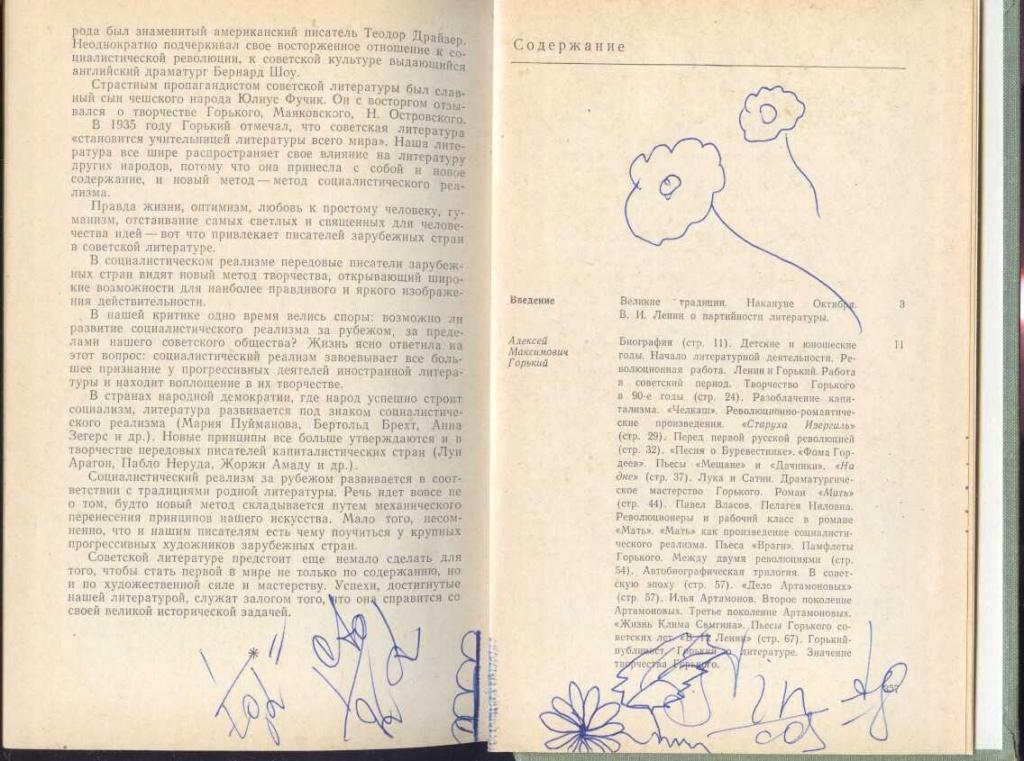 рода был знаменитый американский писатель Теодор Драйзер.
Неоднократно подчеркивал свое восторженное отношение к со-
циалистической революции, к советской культуре выдающийся
английский драматург Бернард Шоу.
Страстным пропагандистом советской литературы был слав-
ный сын чешского народа Юлиус Фучик. Он с восторгом отзы-
вался о творчестве Горького, Маяковского, Н. Островского.
В 1935 году Горький отмечал, что советская литература
«становится учительницей литературы всего мира». Наша лите-
ратура все шире распространяет свое влияние на литературу
других народов, потому что она принесла с собой и новое
содержание, и новый метод — метод социалистического реа-
лизма.
Правда жизни, оптимизм, любовь к простому человеку, гу-
манизм, отстаивание самых светлых и священных для челове-
чества идей — вот что привлекает писателей зарубежных стран
в советской литературе.
В социалистическом реализме передовые писатели зарубеж-
ных стран видят новый метод творчества, открывающий широ-
кие возможности для наиболее правдивого и яркого изображе-
ния действительности.
В нашей критике одно время велись споры: возможно ли
развитие социалистического реализма за рубежом, за преде-
лами нашего советского общества? Жизнь ясно ответила на
этот вопрос: социалистический реализм завоевывает все боль-
шее признание у прогрессивных деятелей иностранной литера-
туры и находит воплощение в их творчестве.
В странах народной демократии, где народ успешно строит
социализм, литература развивается под знаком социалистиче-
ского реализма (Мария Пуйманова, Бертольд Брехт, Анна
Зегерс и др.). Новые принципы все больше утверждаются и в
творчестве передовых писателей капиталистических стран (Луи
Арагон, Пабло Неруда, Жоржи Амаду и др.).
Социалистический реализм за рубежом развивается в соот-
ветствии с традициями родной литературы. Речь идет вовсе не
о том, будто новый метод складывается путем механического
перенесения принципов нашего искусства. Мало того, несом-
ненно, что и нашим писателям есть чему поучиться у крупных
прогрессивных художников зарубежных стран.
Советской литературе предстоит еще немало сделать для
того, чтобы стать первой в мире не только по содержанию, но
и по художественной силе и мастерству. Успехи, достигнутые
нашей литературой, служат залогом того, что она справится со
своей великой исторической задачей.
*
Содержание
Введение Великие традиции. Накануне Октября. 3
В. И. Ленин о партийности литературы.
Алексей Биография (стр. 11). Детские и юношеские 11
Максимович годы. Начало литературной деятельности. Ре-
Горький волюционная работа. Ленин и Горький. Работа
в советский период. Творчество Горького
в 90-е годы (стр. 24). Разоблачение капи-
тализма. «Челкаш». Революционно-романтиче-
ские произведения. «Старуха Изергиль»
(стр. 29). Перед первой русской революцией
(стр. 32). «Песня о Буревестнике». «Фома Гор-
деев». Пьесы «Мещане» и «Дачники». «На
дне» (стр. 37). Лука и Сатин. Драматургиче-
ское мастерство Горького. Роман «Мать»
(стр. 44). Павел Власов. Пелагея Ниловна.
Революционеры и рабочий класс в романе
«Мать». «Мать» как произведение социалисти-
ческого реализма. Пьеса «Враги». Памфлеты
Горького. Между двумя революциями (стр.
54). Автобиографическая трилогия. В совет-
скую эпоху (стр. 57). «Дело Артамоновых»
(стр. 57). Илья Артамонов. Второе поколение
Артамоновых. Третье поколение Артамоновых.
«Жизнь Клима Самгина». Пьесы Горького со-
ветских лет. «В. И. Ленин» (стр. 67). Горький-
публицист. Горький о литературе. Значение
творчества Горького.